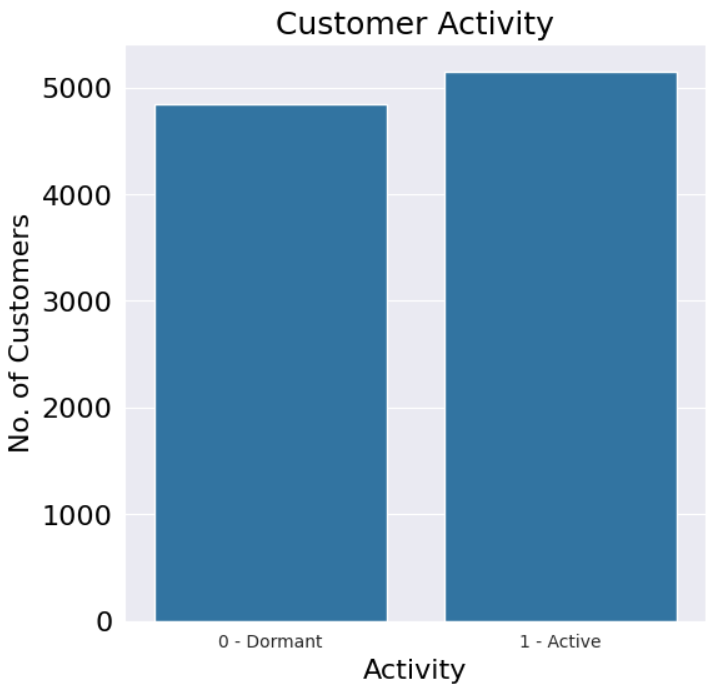 Customer Activity
No. of Customers
5000
4000
3000
2000
1000
0
0 - Dormant
1 - Active
Activity